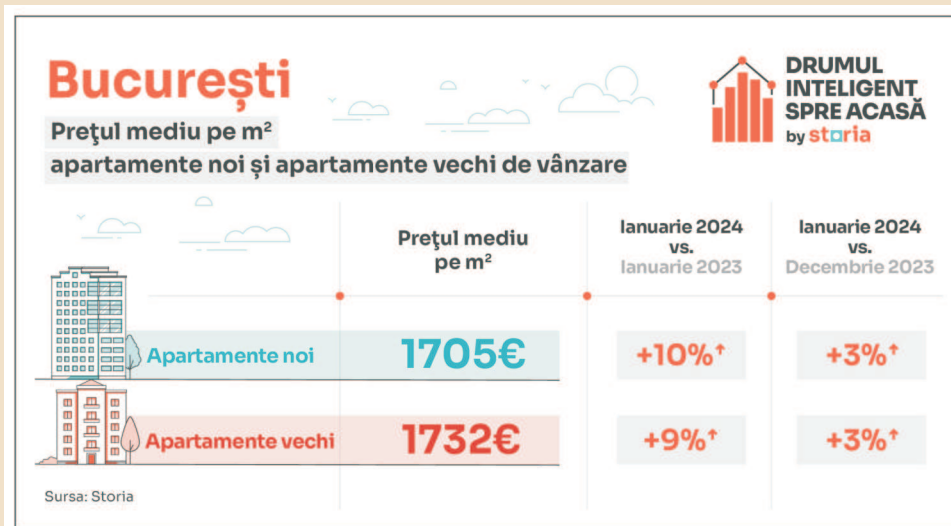 București
Prețul mediu pe m²
apartamente noi și apartamente vechi de vânzare
DRUMUL
INTELIGENT
SPRE ACASĂ
by storia
Prețul mediu
pe m²
Ianuarie 2024
vs.
Ianuarie 2023
Ianuarie 2024
vs.
Decembrie 2023
Apartamente noi 1705€ +10%↑ +3%↑
Apartamente vechi 1732€ +9%↑ +3%↑
Sursa: Storia